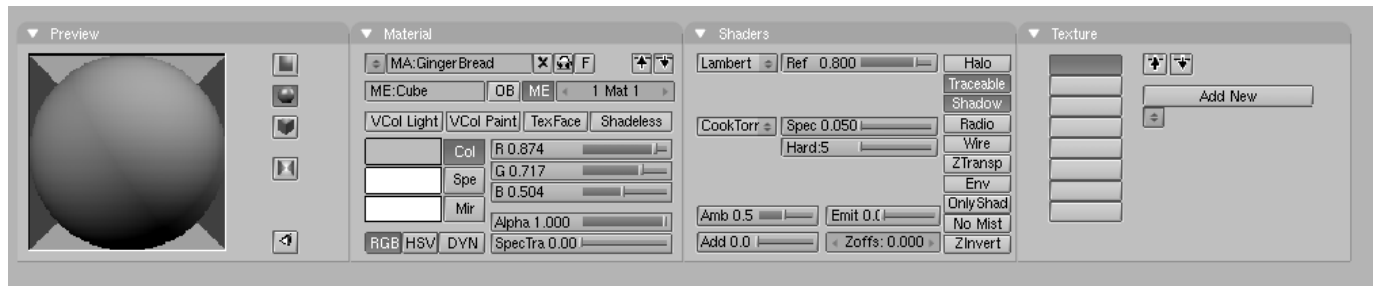 Preview
Material
MA:GingerBread
F
ME:Cube
OB
ME
1 Mat 1
VCol Light
VCol Paint
TexFace
Shadeless
Col
R 0.874
G 0.717
Spe
B 0.504
Mir
Alpha 1.000
RGB
HSV
DYN
SpecTra 0.00
Shaders
Lambert
Ref 0.800
Halo
Traceable
Shadow
CookTorr
Spec 0.050
Radio
Hard:5
Wire
ZTransp
Env
OnlyShad
Amb 0.5
Emit 0.(
No Mist
Add 0.0
Zoffs: 0.000
ZInvert
Texture
Add New